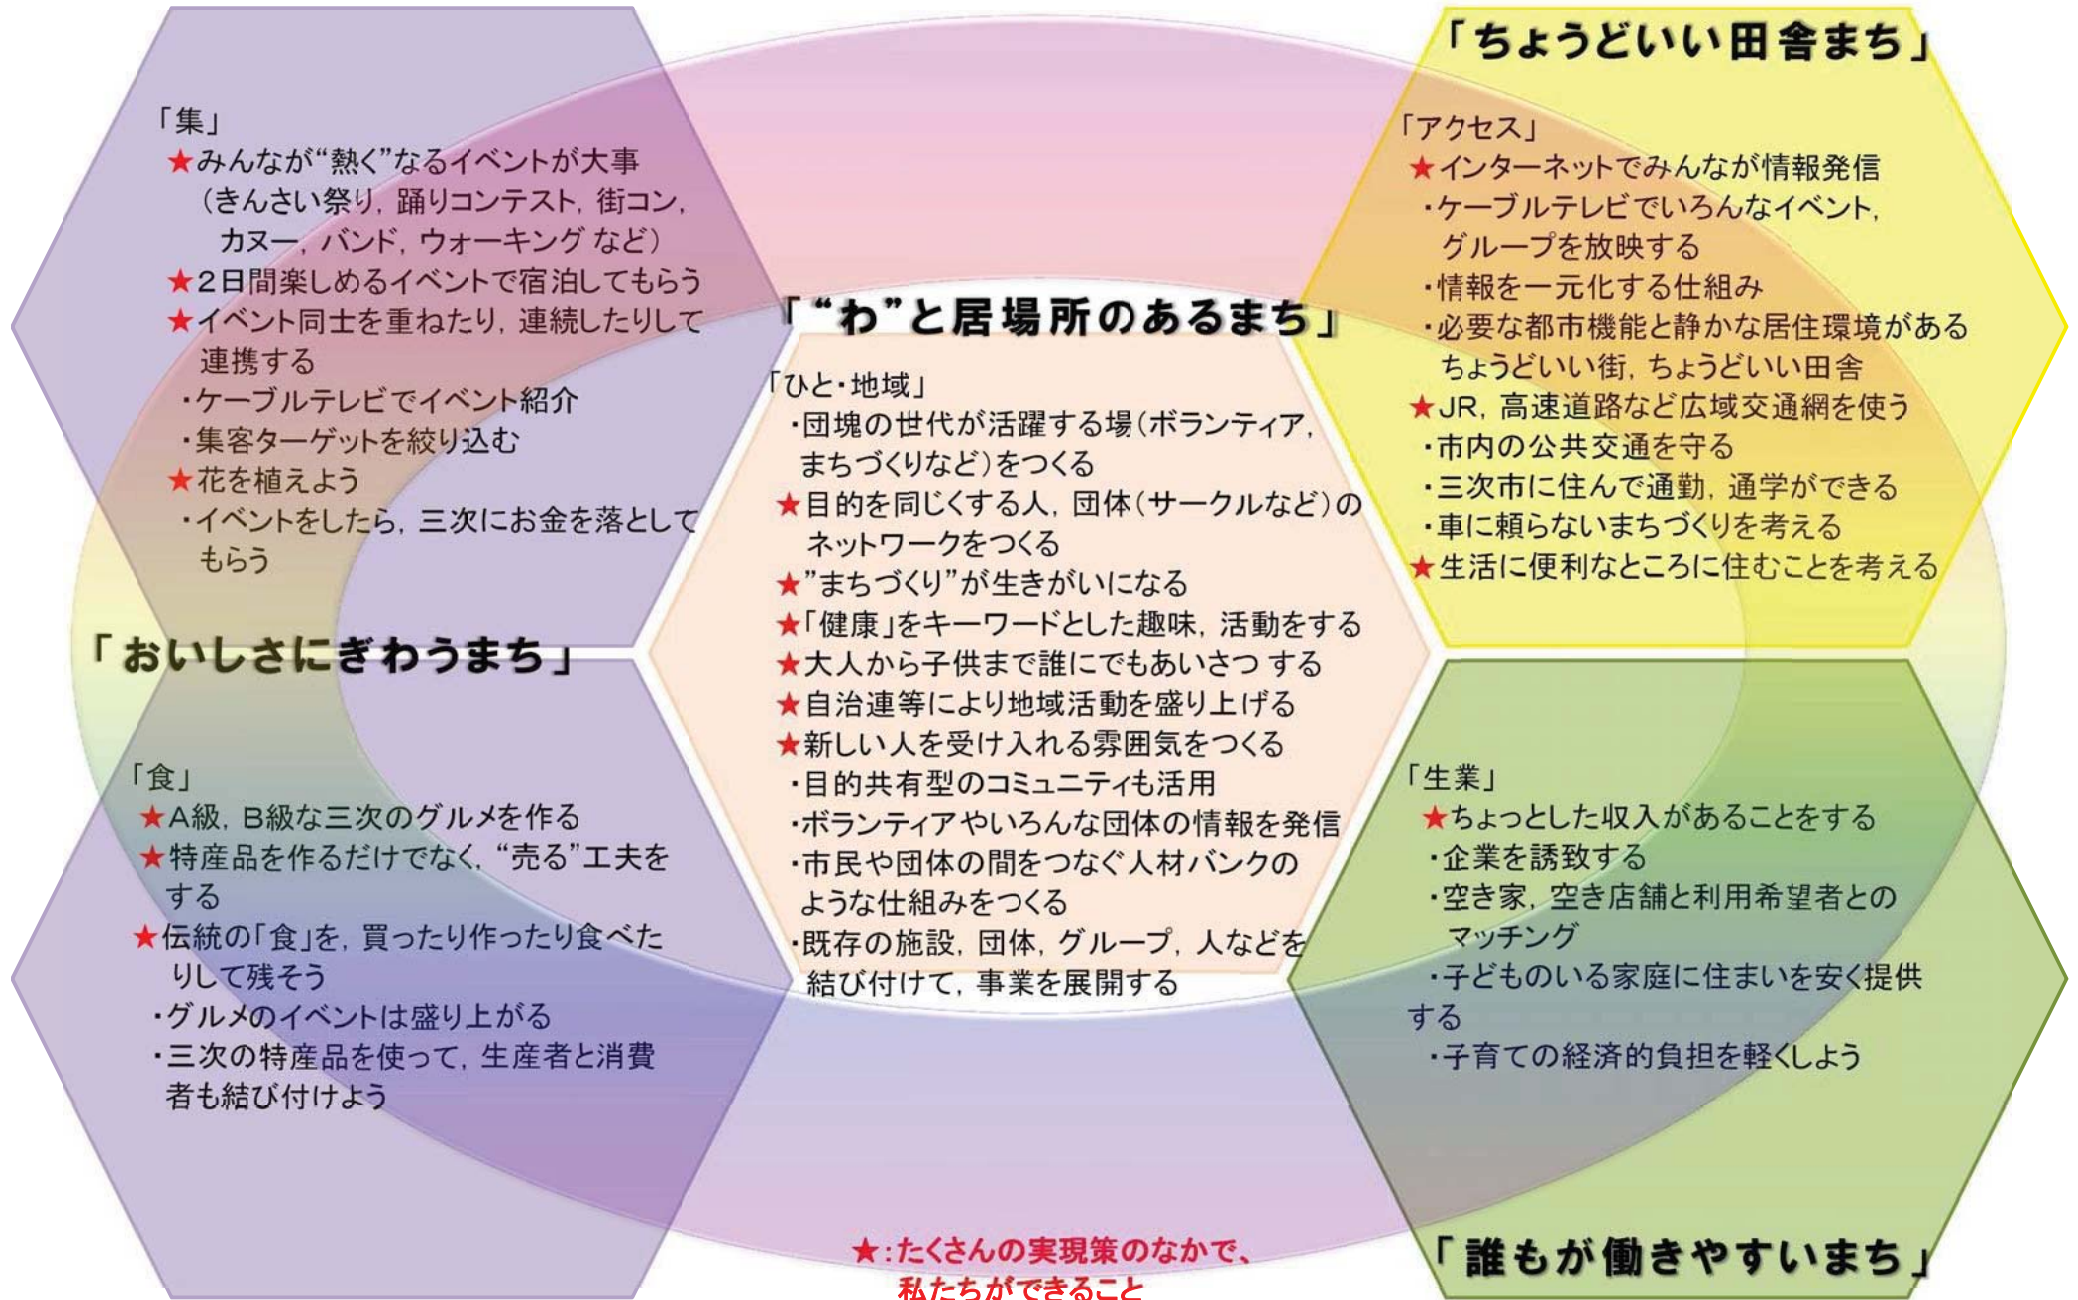 「集」
★みんなが“熱く”なるイベントが大事
（きんさい祭り，踊りコンテスト，街コン，
カヌー，バンド，ウォーキング など）
★２日間楽しめるイベントで宿泊してもらう
★イベント同士を重ねたり，連続したりして
連携する
・ケーブルテレビでイベント紹介
・集客ターゲットを絞り込む
★花を植えよう
・イベントをしたら，三次にお金を落として
もらう
「おいしさにぎわうまち」
「食」
★Ａ級，Ｂ級な三次のグルメを作る
★特産品を作るだけでなく，“売る”工夫を
する
★伝統の「食」を，買ったり作ったり食べた
りして残そう
・グルメのイベントは盛り上がる
・三次の特産品を使って，生産者と消費
者も結び付けよう
「“わ”と居場所のあるまち」
「ひと・地域」
・団塊の世代が活躍する場（ボランティア，
まちづくりなど）をつくる
★目的を同じくする人，団体（サークルなど）の
ネットワークをつくる
★”まちづくり”が生きがいになる
★「健康」をキーワードとした趣味，活動をする
★大人から子供まで誰にでもあいさつ する
★自治連等により地域活動を盛り上げる
★新しい人を受け入れる雰囲気をつくる
・目的共有型のコミュニティも活用
・ボランティアやいろんな団体の情報を発信
・市民や団体の間をつなぐ人材バンクの
ような仕組みをつくる
・既存の施設，団体，グループ，人などを
結び付けて，事業を展開する
「ちょうどいい田舎まち」
「アクセス」
★インターネットでみんなが情報発信
・ケーブルテレビでいろんなイベント，
グループを放映する
・情報を一元化する仕組み
・必要な都市機能と静かな居住環境がある
ちょうどいい街，ちょうどいい田舎
★ＪＲ，高速道路など広域交通網を使う
・市内の公共交通を守る
・三次市に住んで通勤，通学ができる
・車に頼らないまちづくりを考える
★生活に便利なところに住むことを考える
「生業」
★ちょっとした収入があることをする
・企業を誘致する
・空き家，空き店舗と利用希望者との
マッチング
・子どものいる家庭に住まいを安く提供
する
・子育ての経済的負担を軽くしよう
「誰もが働きやすいまち」
★：たくさんの実現策のなかで、
私たちができること